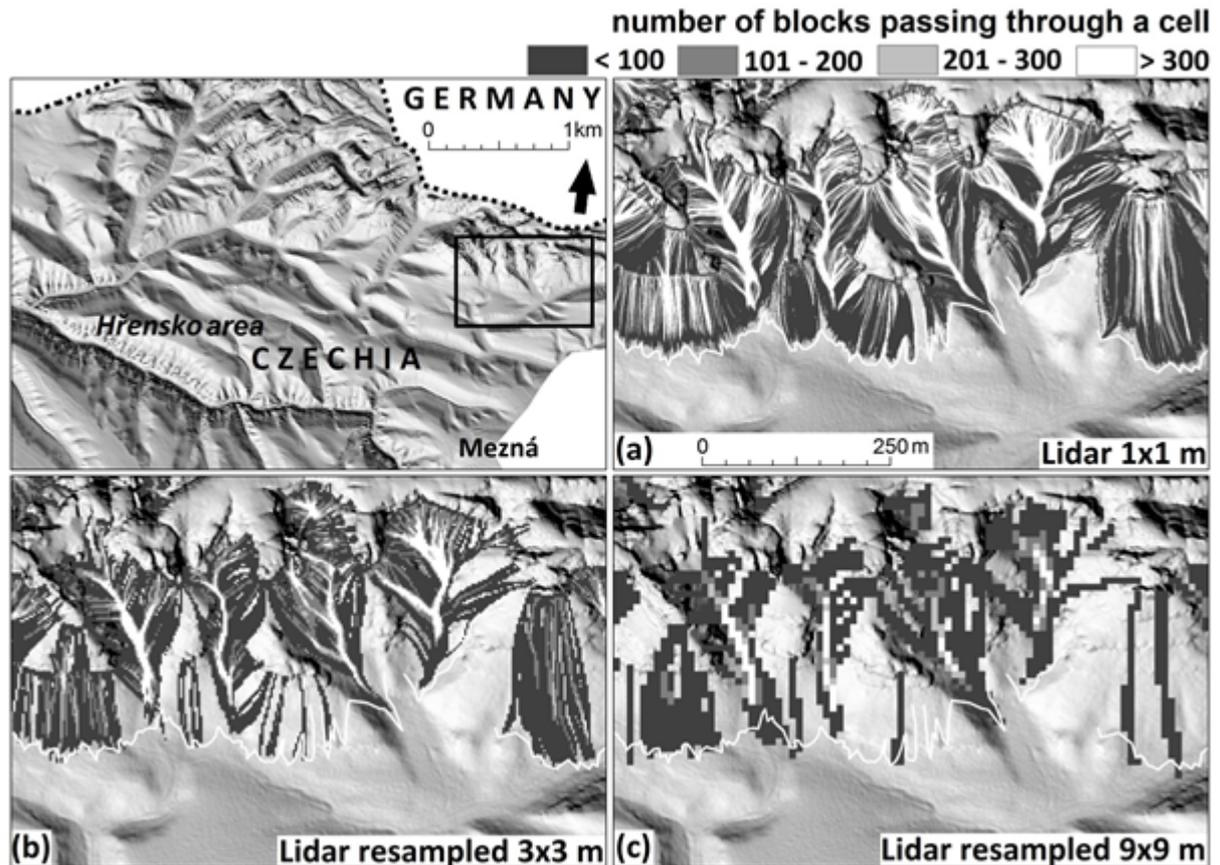 number of blocks passing through a cell
< 100 101 - 200 201 - 300 > 300
GERMANY
0 1km
Hřensko area
CZECHIA
Mezná
0 250 m
(a) Lidar 1x1 m
(b) Lidar resampled 3x3 m
(c) Lidar resampled 9x9 m